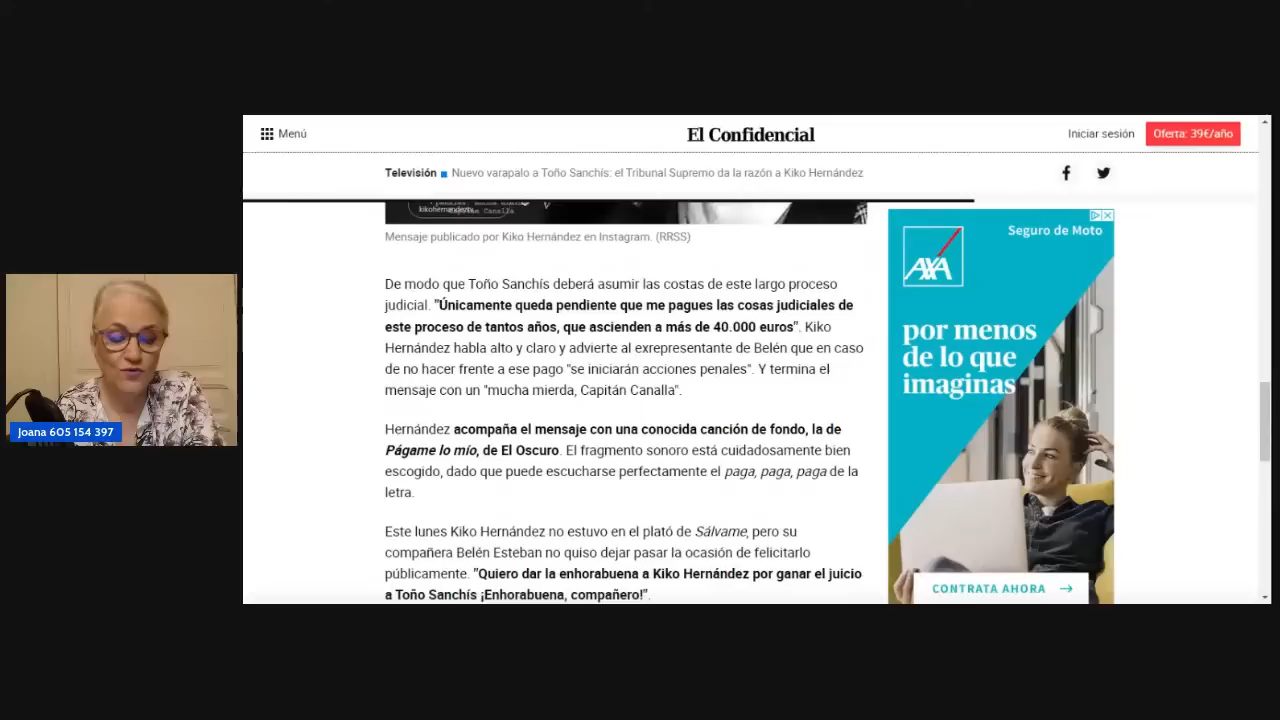 Menú
El Confidencial
Iniciar sesión
Oferta: 39€/año
Televisión
Nuevo varapalo a Toño Sanchís: el Tribunal Supremo da la razón a Kiko Hernández
kikohernandeztv
Capitán Canalla
Mensaje publicado por Kiko Hernández en Instagram. (RRSS)
De modo que Toño Sanchís deberá asumir las costas de este largo proceso
judicial. "Únicamente queda pendiente que me pagues las cosas judiciales de
este proceso de tantos años, que ascienden a más de 40.000 euros". Kiko
Hernández habla alto y claro y advierte al exrepresentante de Belén que en caso
de no hacer frente a ese pago "se iniciarán acciones penales". Y termina el
mensaje con un "mucha mierda, Capitán Canalla".
Hernández acompaña el mensaje con una conocida canción de fondo, la de
Págame lo mío, de El Oscuro. El fragmento sonoro está cuidadosamente bien
escogido, dado que puede escucharse perfectamente el paga, paga, paga de la
letra.
Este lunes Kiko Hernández no estuvo en el plató de Sálvame, pero su
compañera Belén Esteban no quiso dejar pasar la ocasión de felicitarlo
públicamente. "Quiero dar la enhorabuena a Kiko Hernández por ganar el juicio
a Toño Sanchís ¡Enhorabuena, compañero!".
AXA
Seguro de Moto
por menos
de lo que
imaginas
CONTRATA AHORA
Joana 605 154 397